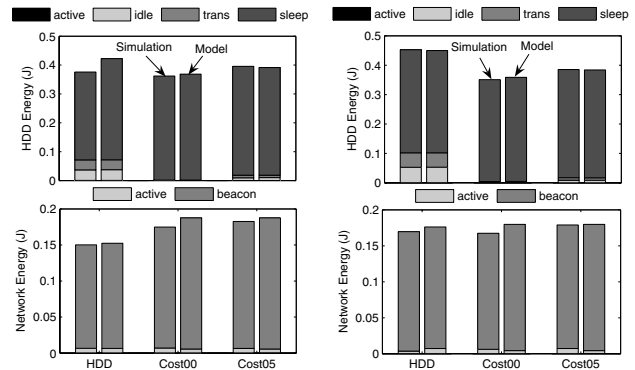 active idle trans sleep
0.5
0.4
0.3
0.2
0.1
0
HDD Energy (J)
Simulation
Model
active beacon
0.2
0.15
0.1
0.05
0
Network Energy (J)
HDD Cost00 Cost05
active idle trans sleep
0.5
0.4
0.3
0.2
0.1
0
HDD Energy (J)
Simulation
Model
active beacon
0.2
0.15
0.1
0.05
0
Network Energy (J)
HDD Cost00 Cost05